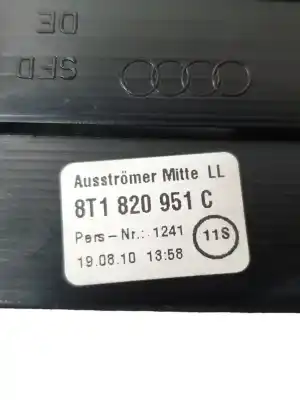 DE
SFD
Ausströmer Mitte LL
8T1 820 951 C
Pers-Nr.: 1241
11S
19.08.10 13:58